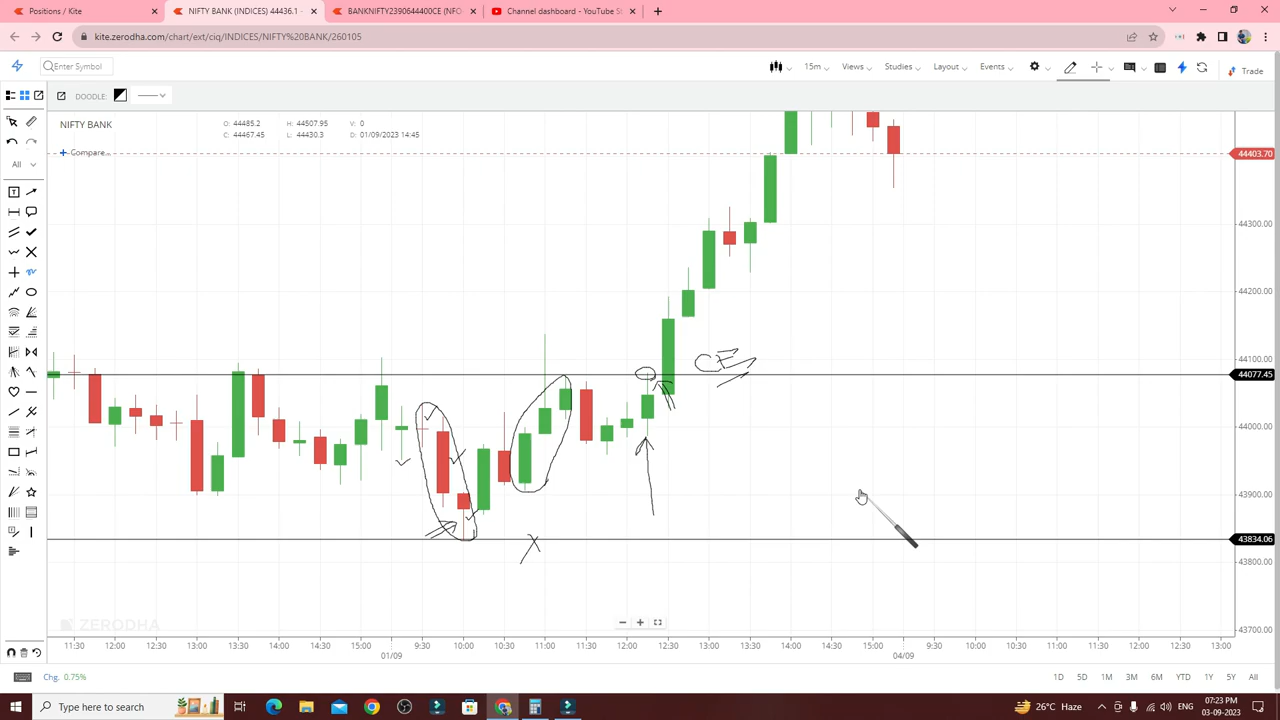 Positions / Kite
NIFTY BANK (INDICES) 44436.1 -
BANKNIFTY2390644400CE (NFO
Channel dashboard - YouTube St
kite.zerodha.com/chart/ext/ciq/INDICES/NIFTY%20BANK/260105
Enter Symbol
15m
Views
Studies
Layout
Events
Trade
DOODLE:
NIFTY BANK
O: 44485.2 H: 44507.95 V: 0
C: 44467.45 L: 44430.3 D: 01/09/2023 14:45
Compare...
All
44403.70
44300.00
44200.00
44100.00
44077.45
44000.00
43900.00
43834.06
43800.00
43700.00
CE
X
ZERODHA
11:30 12:00 12:30 13:00 13:30 14:00 14:30 15:00 01/09 9:30 10:00 10:30 11:00 11:30 12:00 12:30 13:00 13:30 14:00 14:30 15:00 04/09 9:30 10:00 10:30 11:00 11:30 12:00 12:30 13:00
Chg. 0.75%
1D 5D 1M 3M 6M YTD 1Y 5Y All
Type here to search
26°C Haze
ENG
07:23 PM
03-09-2023